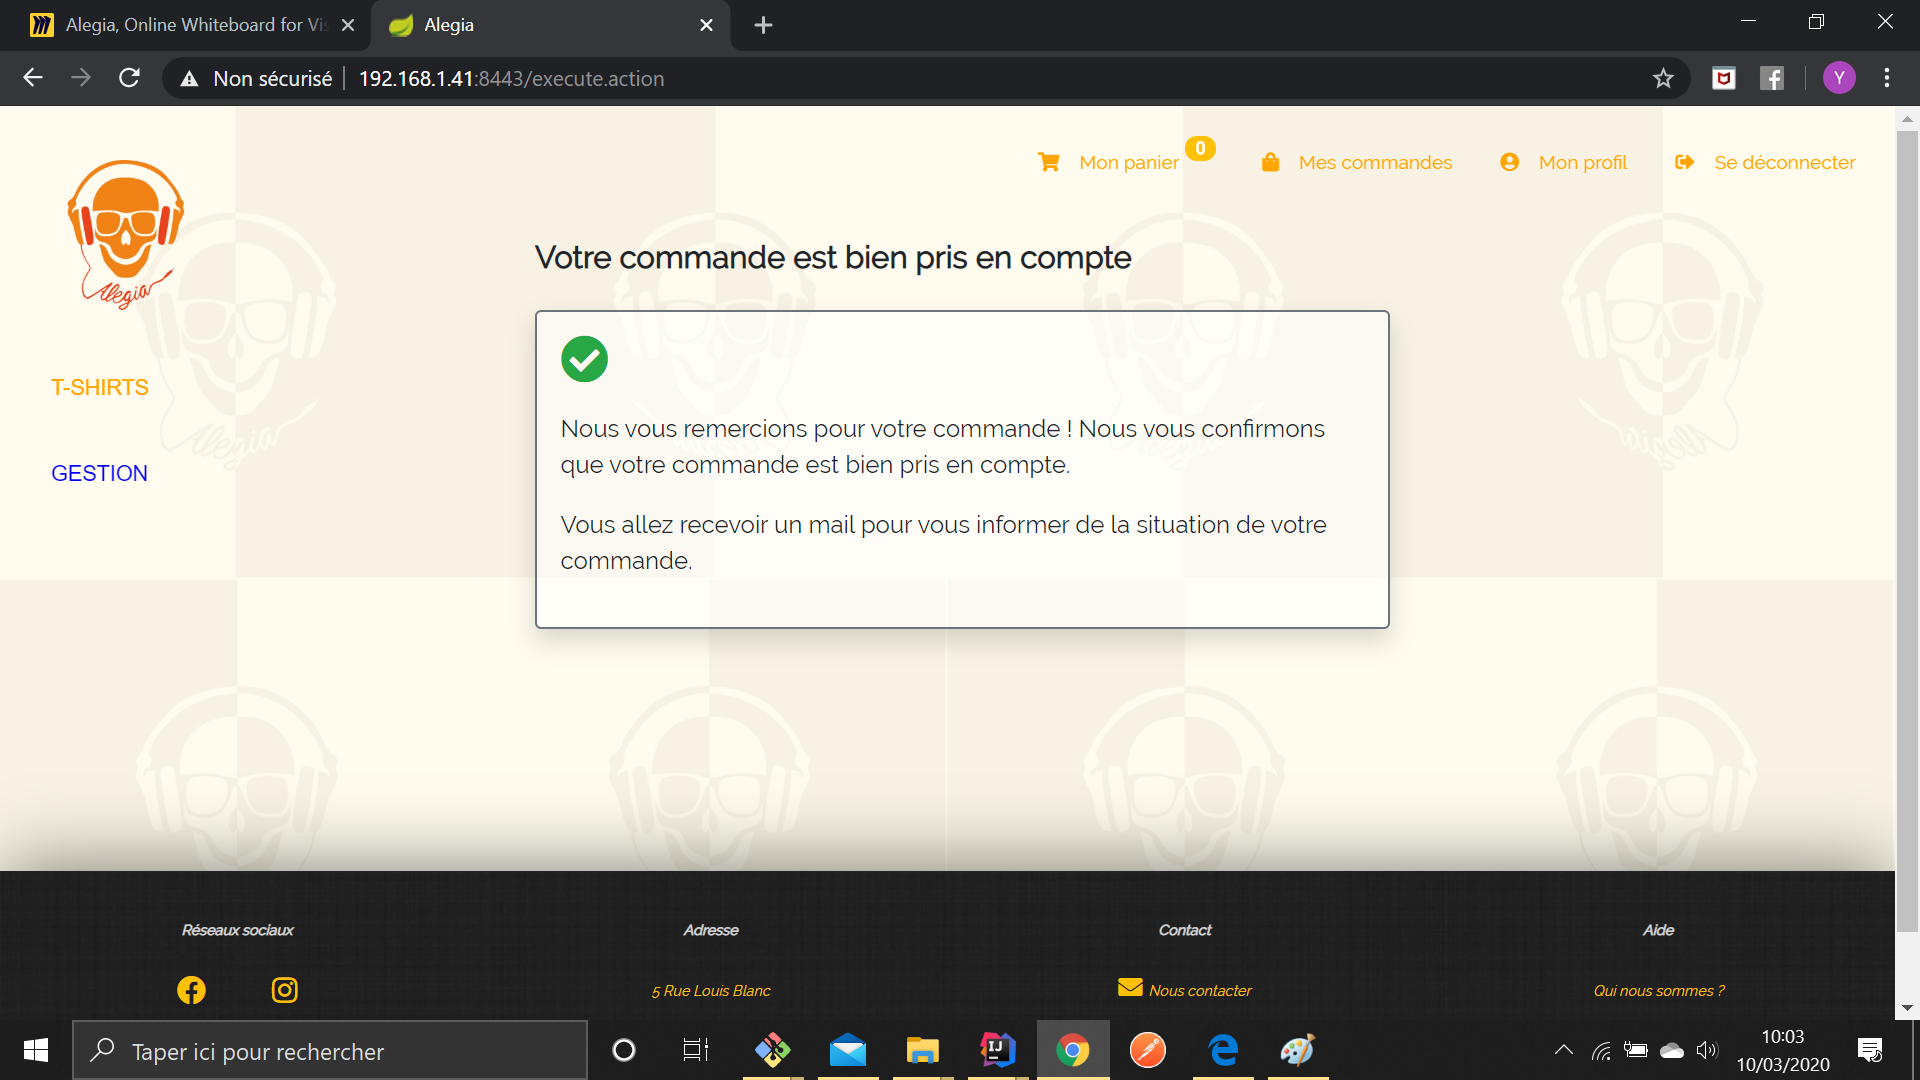 Alegia, Online Whiteboard for Vis
Alegia
Non sécurisé
192.168.1.41:8443/execute.action
Y
Alegia
Mon panier 0
Mes commandes
Mon profil
Se déconnecter
T-SHIRTS
GESTION
Votre commande est bien pris en compte
Nous vous remercions pour votre commande ! Nous vous confirmons
que votre commande est bien pris en compte.
Vous allez recevoir un mail pour vous informer de la situation de votre
commande.
Réseaux sociaux
Adresse
Contact
Aide
5 Rue Louis Blanc
Nous contacter
Qui nous sommes ?
Taper ici pour rechercher
IJ
10:03
10/03/2020